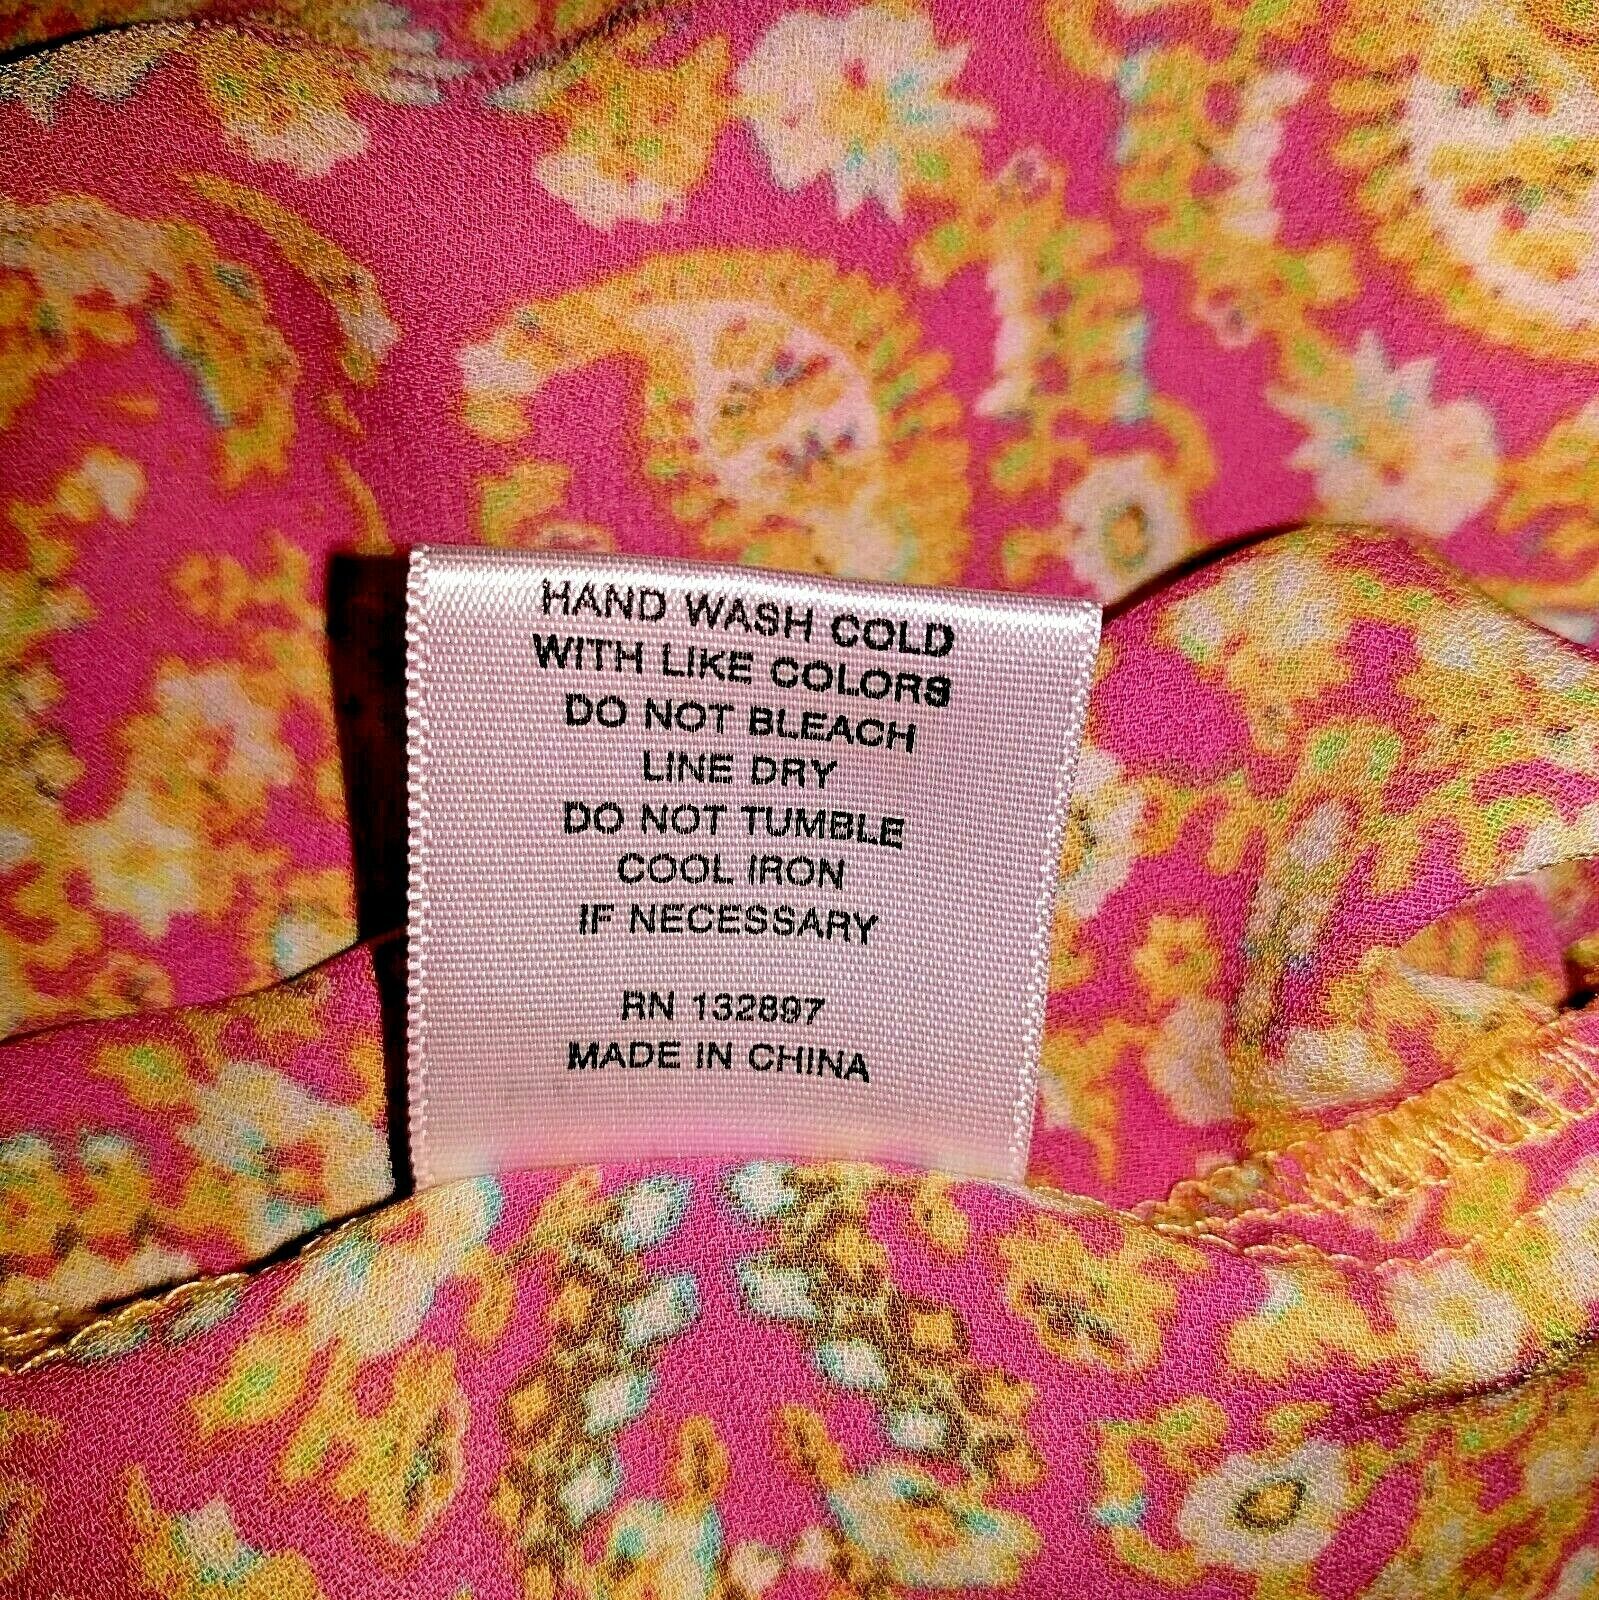 HAND WASH COLD
WITH LIKE COLORS
DO NOT BLEACH
LINE DRY
DO NOT TUMBLE
COOL IRON
IF NECESSARY
RN 132897
MADE IN CHINA